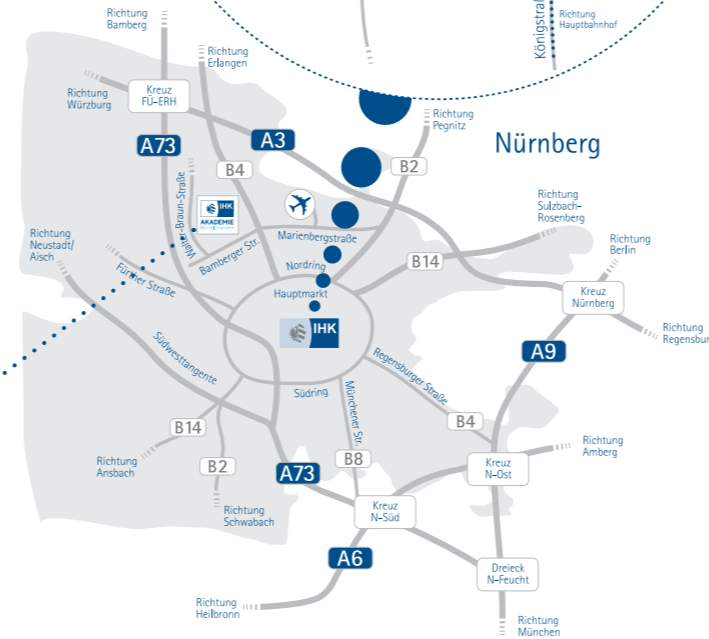 Richtung
Bamberg
Königstraß
Richtung
Hauptbahnhof
Richtung
Erlangen
Richtung
Würzburg
Kreuz
FÜ-ERH
Richtung
Pegnitz
A73
A3
Nürnberg
B4
B2
Richtung
Sulzbach-
Rosenberg
IHK
AKADEMIE
-Braun-Straße
Richtung
Neustadt/
Aisch
Marienbergstraße
Bamberger Str.
Richtung
Berlin
Fürther Straße
Nordring
B14
Hauptmarkt
Kreuz
Nürnberg
IHK
Richtung
Regensbur
A9
Südwesttangente
Regensburger Straße
Südring
Münchener Str.
B14
B4
Richtung
Ansbach
B2
A73
B8
Richtung
Amberg
Kreuz
N-Ost
Richtung
Schwabach
Kreuz
N-Süd
A6
Dreieck
N-Feucht
Richtung
Heilbronn
Richtung
München